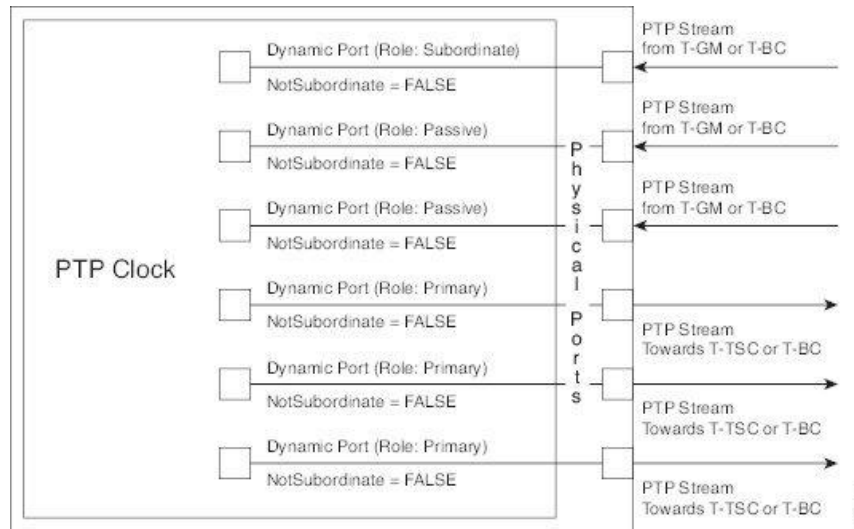 Dynamic Port (Role: Subordinate)
NotSubordinate = FALSE
PTP Stream
from T-GM or T-BC
Dynamic Port (Role: Passive)
NotSubordinate = FALSE
PTP Stream
from T-GM or T-BC
Dynamic Port (Role: Passive)
NotSubordinate = FALSE
PTP Stream
from T-GM or T-BC
PTP Clock
Physical Ports
Dynamic Port (Role: Primary)
NotSubordinate = FALSE
PTP Stream
Towards T-TSC or T-BC
Dynamic Port (Role: Primary)
NotSubordinate = FALSE
PTP Stream
Towards T-TSC or T-BC
Dynamic Port (Role: Primary)
NotSubordinate = FALSE
PTP Stream
Towards T-TSC or T-BC